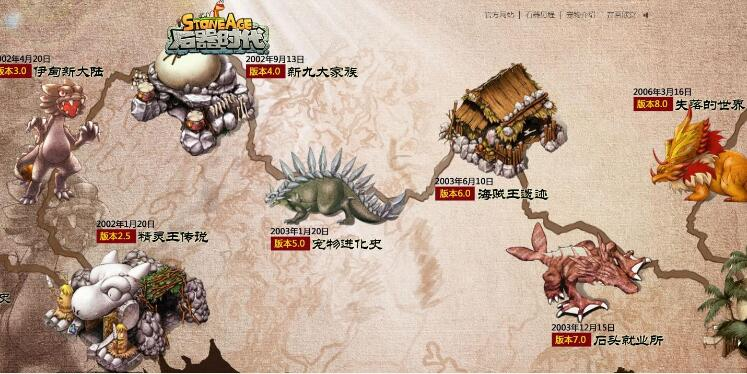 STONEAGE
石器时代
2002年4月20日
版本3.0 伊甸新大陆
2002年9月13日
版本4.0 新九大家族
2006年3月16日
版本8.0 失落的世界
2003年6月10日
版本6.0 海贼王遗迹
2002年1月20日
版本2.5 精灵王传说
2003年1月20日
版本5.0 宠物进化史
史
2003年12月15日
版本7.0 石头就业所